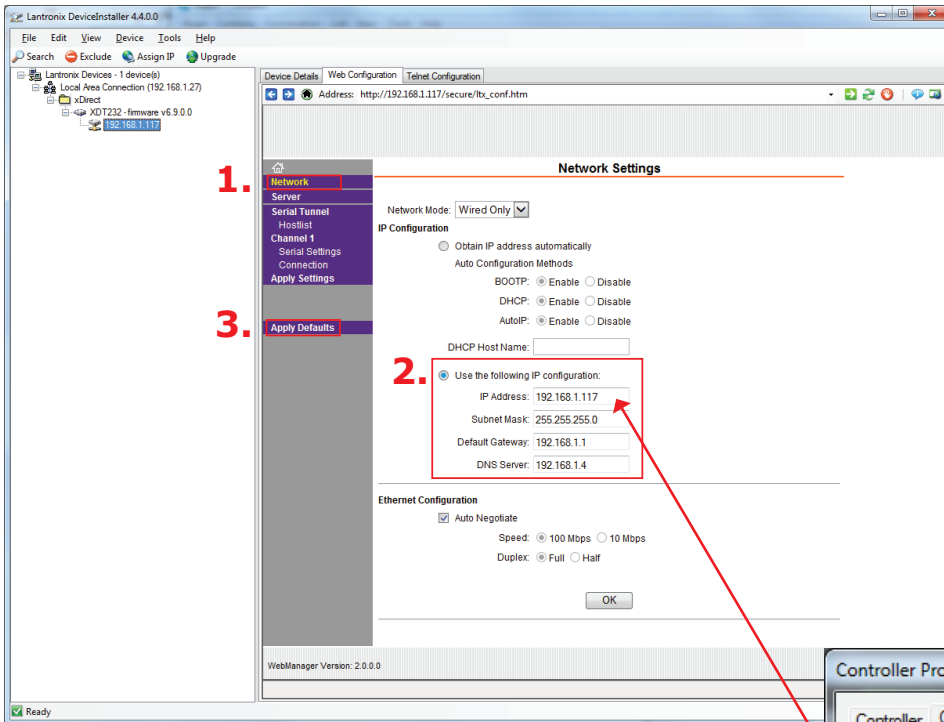 Lantronix DeviceInstaller 4.4.0.0
File Edit View Device Tools Help
Search Exclude Assign IP Upgrade
Lantronix Devices - 1 device(s)
Local Area Connection (192.168.1.27)
xDirect
XDT232 - firmware v6.9.0.0
192.168.1.117
Device Details Web Configuration Telnet Configuration
Address: http://192.168.1.117/secure/ltx_conf.htm
1.
Network
Server
Serial Tunnel
Hostlist
Channel 1
Serial Settings
Connection
Apply Settings
3.
Apply Defaults
Network Settings
Network Mode: Wired Only
IP Configuration
Obtain IP address automatically
Auto Configuration Methods
BOOTP: Enable Disable
DHCP: Enable Disable
AutoIP: Enable Disable
DHCP Host Name:
2.
Use the following IP configuration:
IP Address: 192.168.1.117
Subnet Mask: 255.255.255.0
Default Gateway: 192.168.1.1
DNS Server: 192.168.1.4
Ethernet Configuration
Auto Negotiate
Speed: 100 Mbps 10 Mbps
Duplex: Full Half
OK
WebManager Version: 2.0.0.0
Ready
Controller Pro
Controller